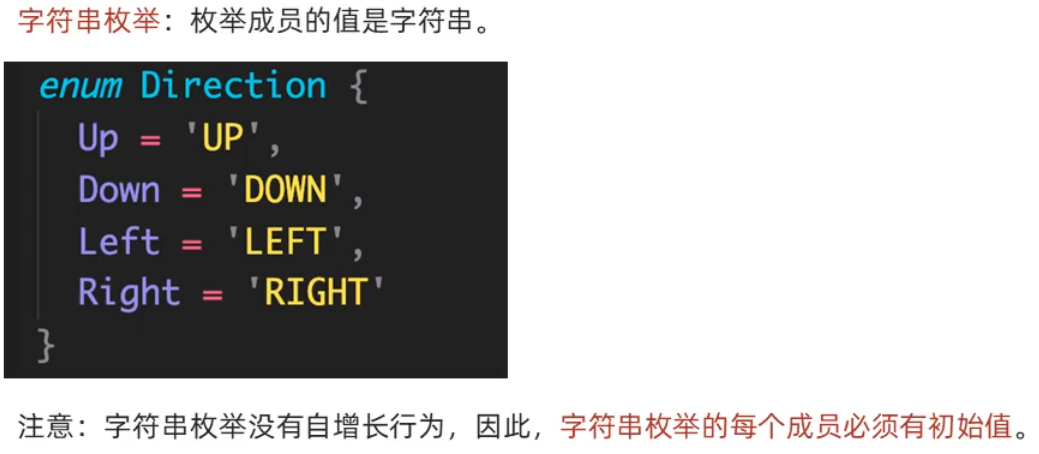 字符串枚举：枚举成员的值是字符串。
enum Direction {
Up = 'UP',
Down = 'DOWN',
Left = 'LEFT',
Right = 'RIGHT'
}
注意：字符串枚举没有自增长行为，因此，字符串枚举的每个成员必须有初始值。